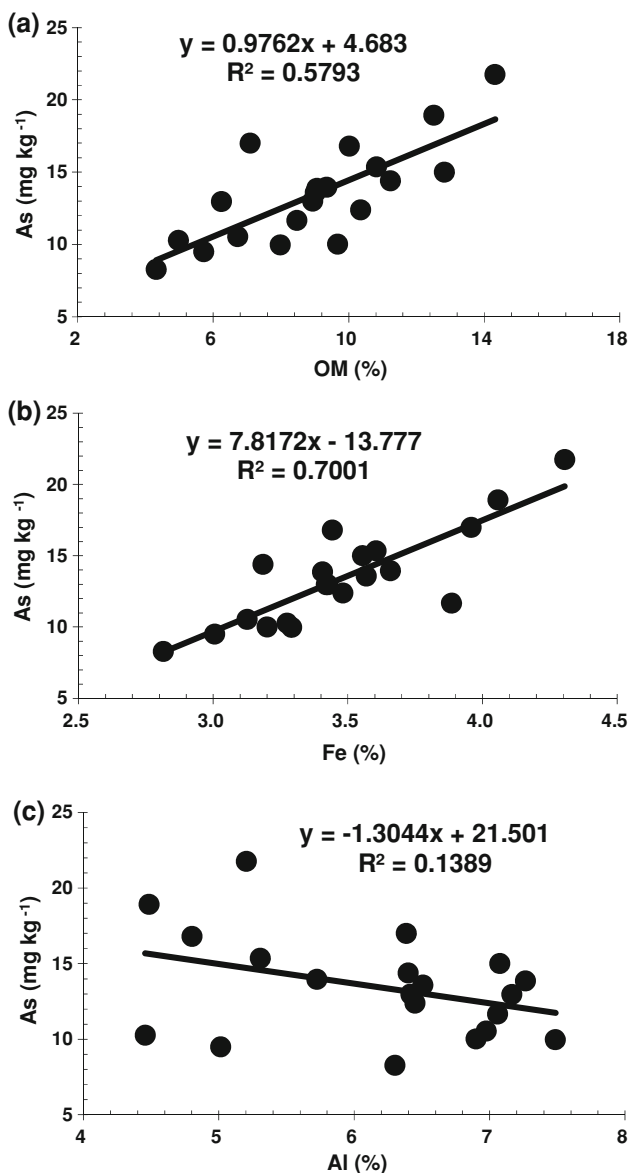 (a)
y = 0.9762x + 4.683
R² = 0.5793
25
20
15
10
5
As (mg kg⁻¹)
2 6 10 14 18
OM (%)
(b)
y = 7.8172x - 13.777
R² = 0.7001
25
20
15
10
5
As (mg kg⁻¹)
2.5 3.0 3.5 4.0 4.5
Fe (%)
(c)
y = -1.3044x + 21.501
R² = 0.1389
25
20
15
10
5
As (mg kg⁻¹)
4 5 6 7 8
Al (%)